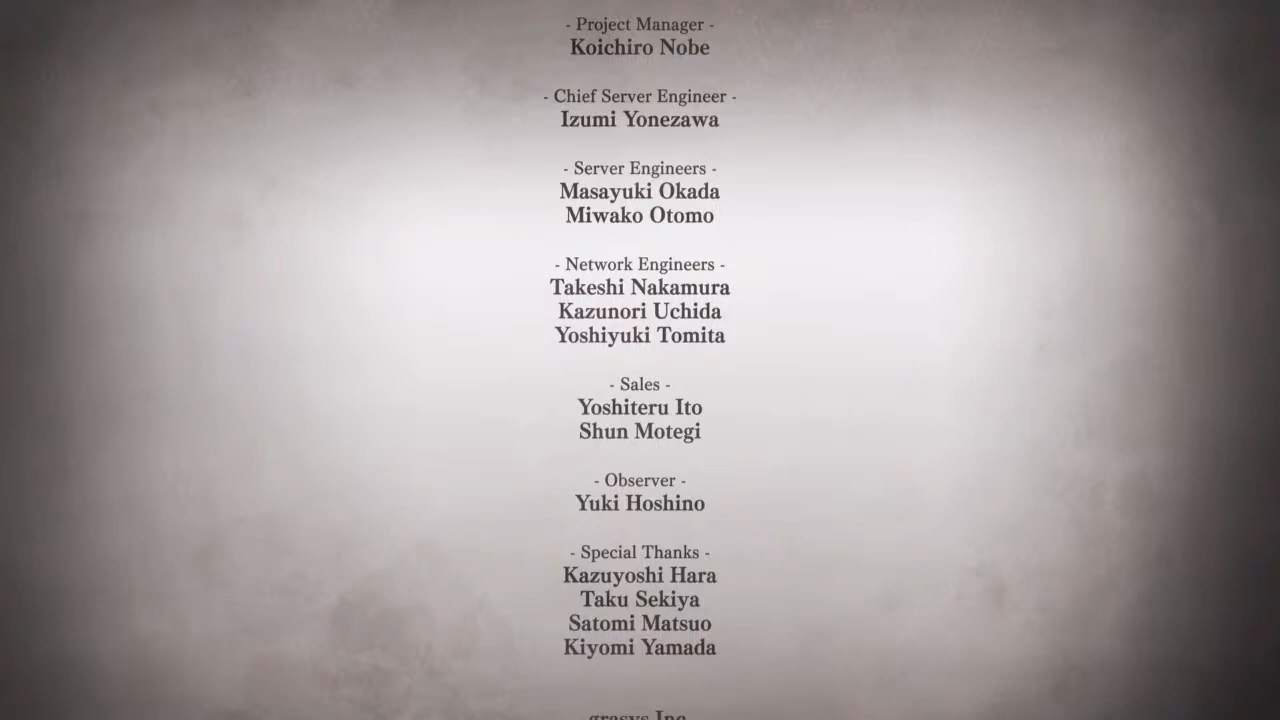 - Project Manager -
Koichiro Nobe
- Chief Server Engineer -
Izumi Yonezawa
- Server Engineers -
Masayuki Okada
Miwako Otomo
- Network Engineers -
Takeshi Nakamura
Kazunori Uchida
Yoshiyuki Tomita
- Sales -
Yoshiteru Ito
Shun Motegi
- Observer -
Yuki Hoshino
- Special Thanks -
Kazuyoshi Hara
Taku Sekiya
Satomi Matsuo
Kiyomi Yamada
grasys Inc.